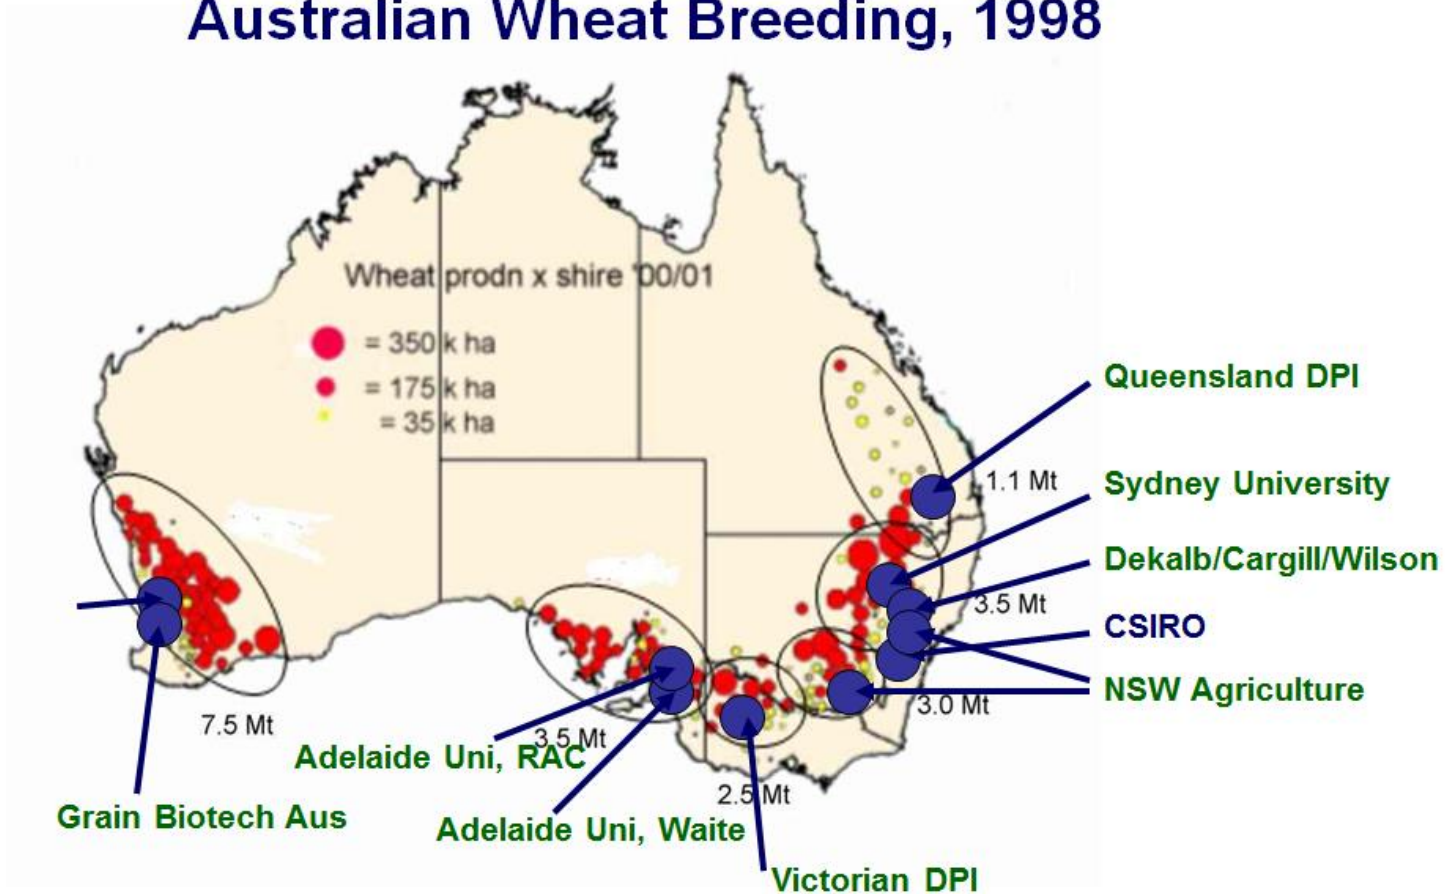 Australian Wheat Breeding, 1998
Wheat prodn x shire '00/01
= 350 k ha
= 175 k ha
= 35 k ha
Queensland DPI
1.1 Mt
Sydney University
Dekalb/Cargill/Wilson
3.5 Mt
CSIRO
NSW Agriculture
3.0 Mt
7.5 Mt
3.5 Mt
Adelaide Uni, RAC
2.5 Mt
Grain Biotech Aus
Adelaide Uni, Waite
Victorian DPI